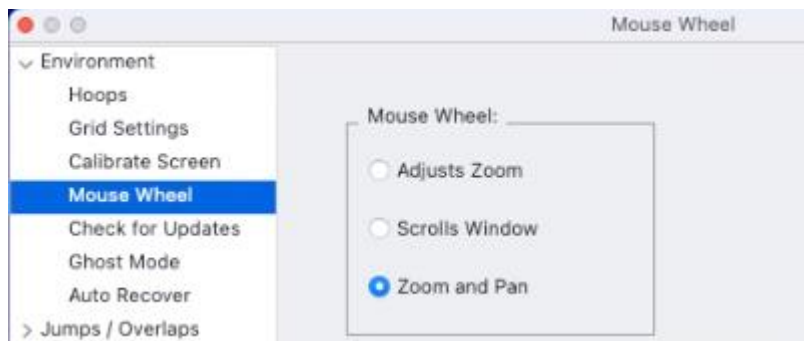 Mouse Wheel
Environment
Hoops
Grid Settings
Calibrate Screen
Mouse Wheel
Check for Updates
Ghost Mode
Auto Recover
Jumps / Overlaps
Mouse Wheel:
Adjusts Zoom
Scrolls Window
Zoom and Pan